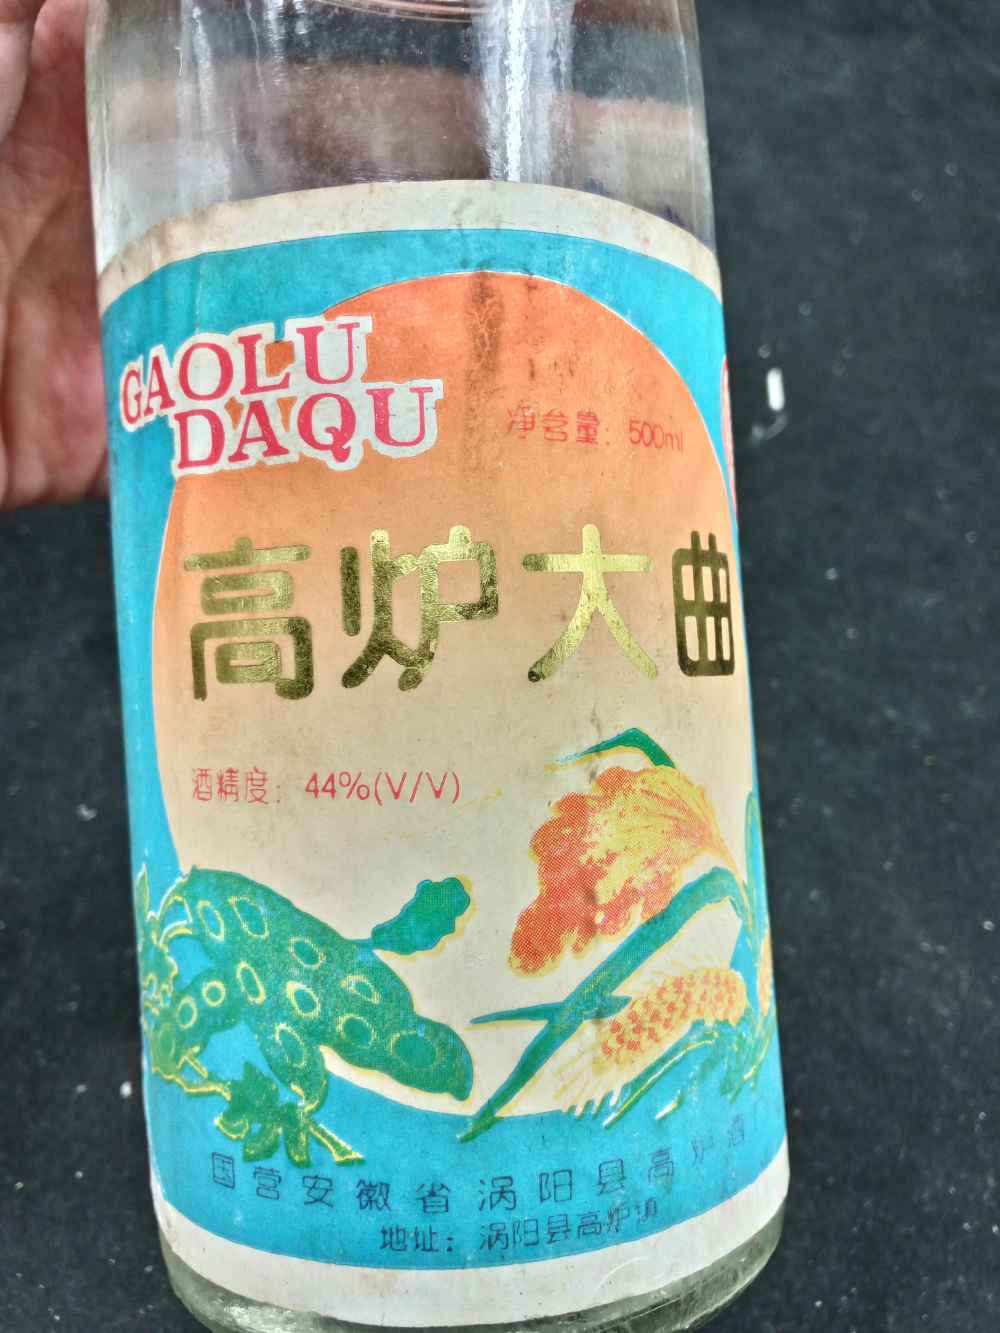 GAOLU
DAQU
净含量: 500ml
高炉大曲
酒精度: 44%(V/V)
国营安徽省涡阳县高炉酒
地址: 涡阳县高炉镇